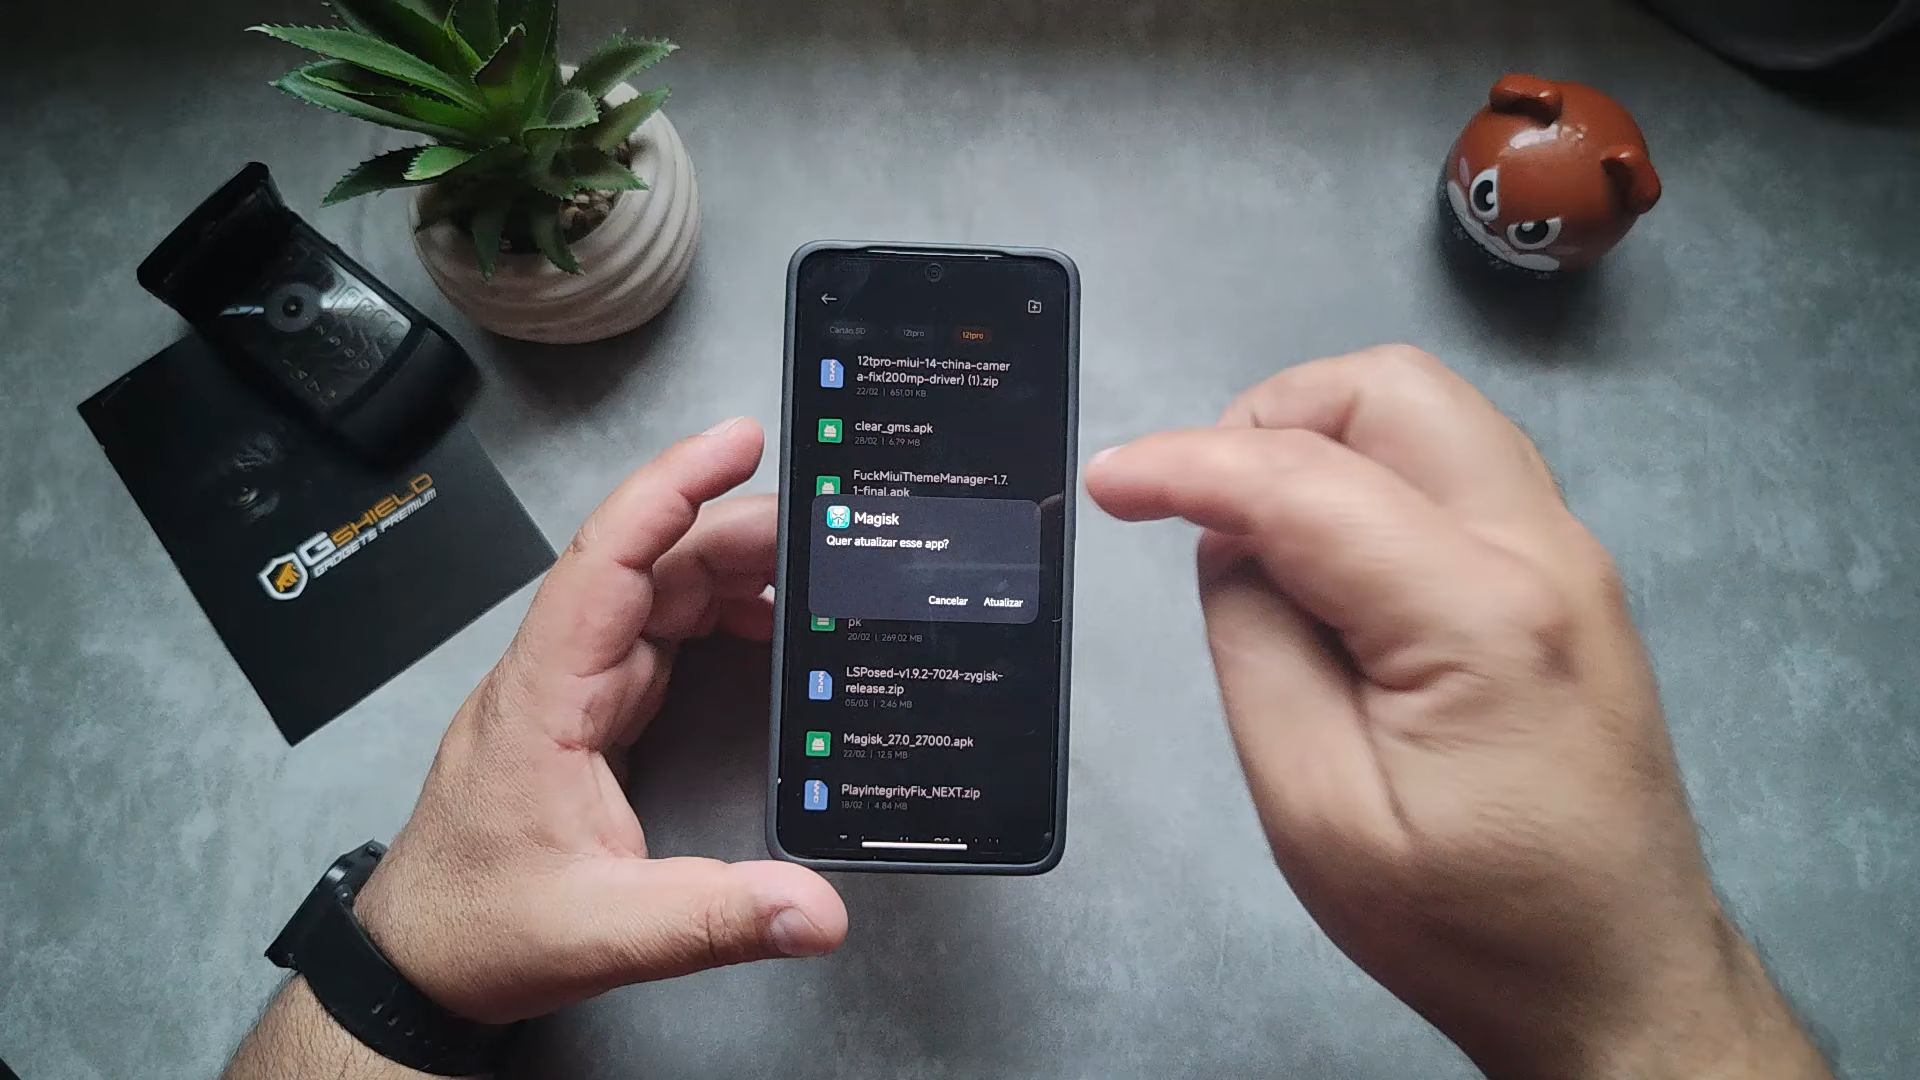 Cartão SD
12tpro
12tpro
12tpro-miui-14-china-camer
a-fix(200mp-driver) (1).zip
22/02 | 651,01 KB
clear_gms.apk
28/02 | 6,79 MB
FuckMiuiThemeManager-1.7.
1-final.apk
Magisk
Quer atualizar esse app?
Cancelar
Atualizar
pk
20/02 | 269,02 MB
LSPosed-v1.9.2-7024-zygisk-
release.zip
05/03 | 2,46 MB
Magisk_27.0_27000.apk
22/02 | 12,5 MB
PlayIntegrityFix_NEXT.zip
18/02 | 4,84 MB
GSHIELD
GADGETS PREMIUM